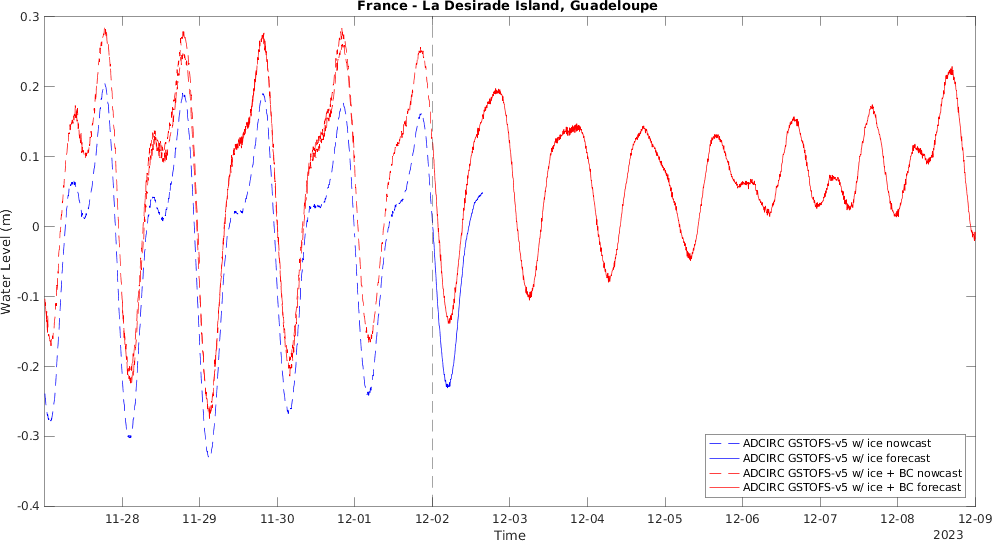 France - La Desirade Island, Guadeloupe
0.3
0.2
0.1
0
-0.1
-0.2
-0.3
-0.4
Water Level (m)
ADCIRC GSTOFS-v5 w/ ice nowcast
ADCIRC GSTOFS-v5 w/ ice forecast
ADCIRC GSTOFS-v5 w/ ice + BC nowcast
ADCIRC GSTOFS-v5 w/ ice + BC forecast
11-28 11-29 11-30 12-01 12-02 12-03 12-04 12-05 12-06 12-07 12-08 12-09
Time
2023